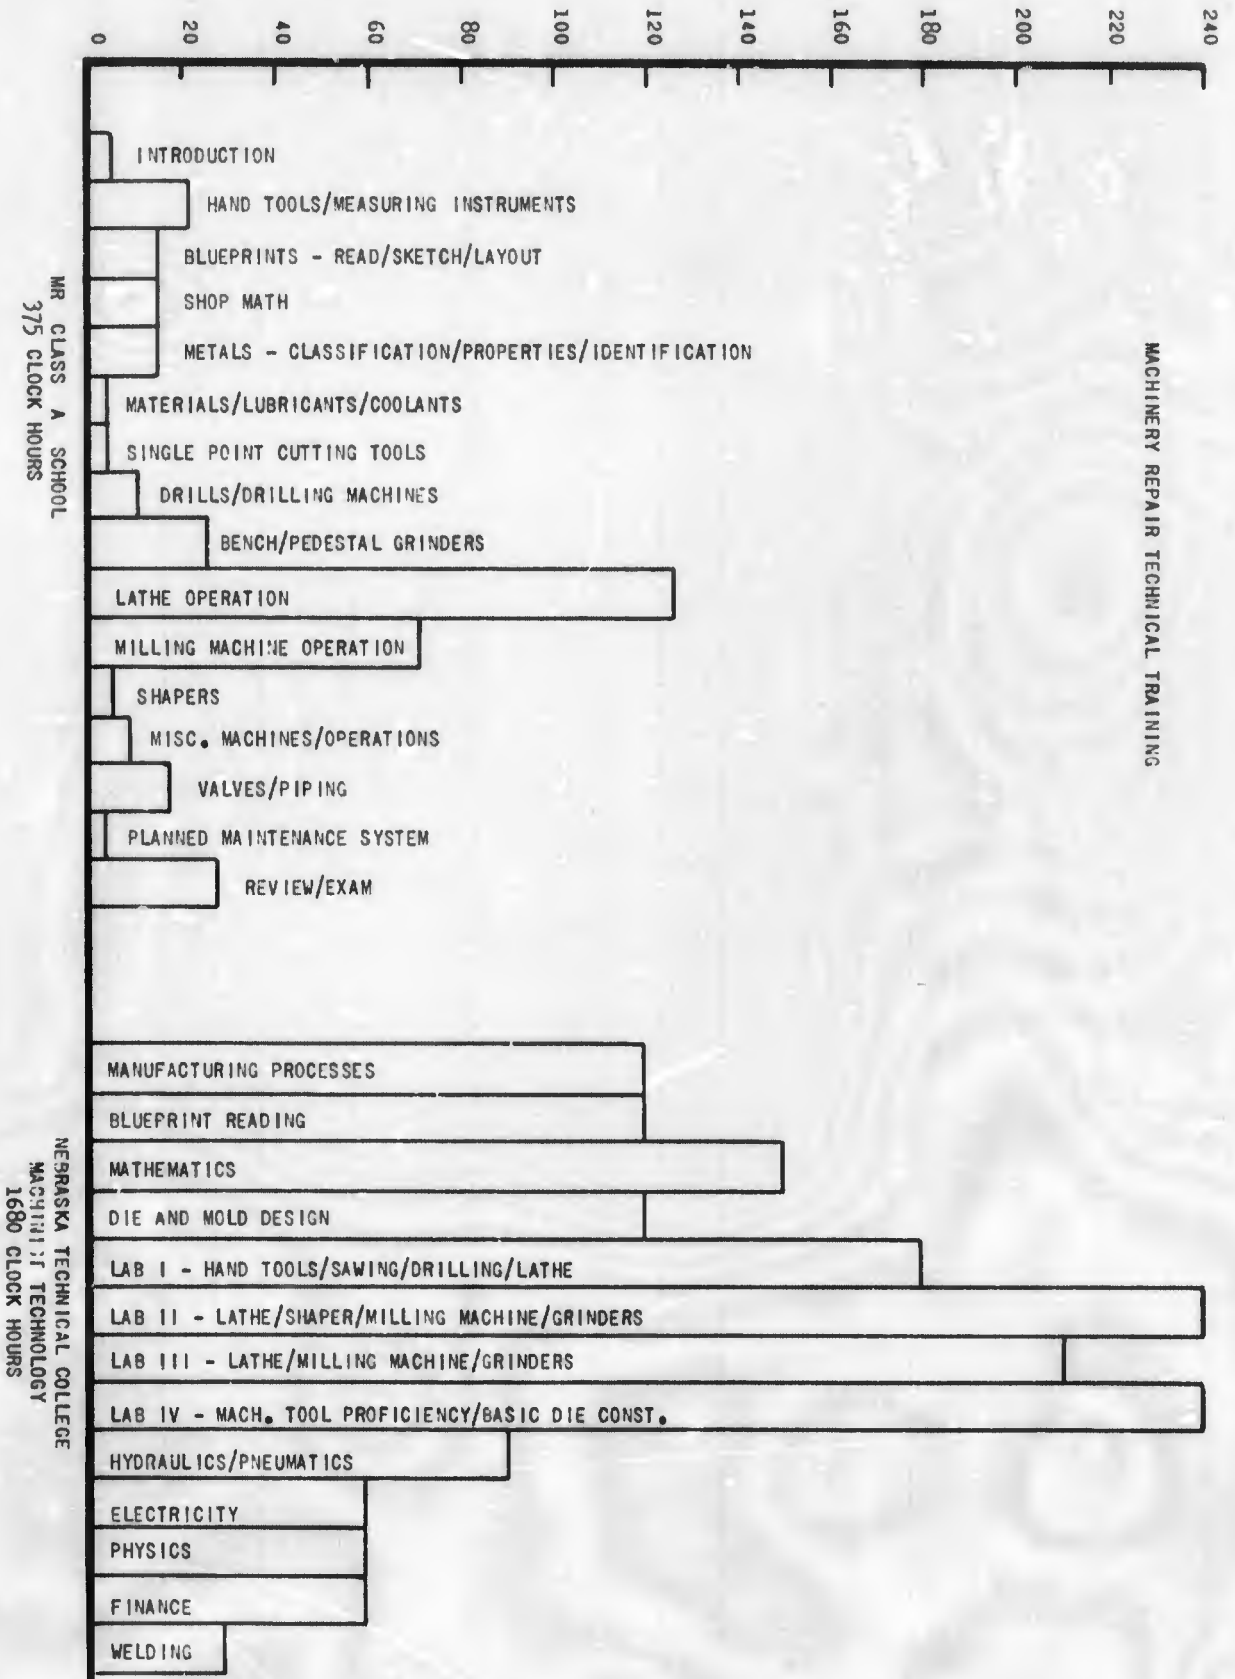 0 20 40 60 80 100 120 140 160 180 200 220 240
MACHINERY REPAIR TECHNICAL TRAINING
INTRODUCTION
HAND TOOLS/MEASURING INSTRUMENTS
BLUEPRINTS - READ/SKETCH/LAYOUT
SHOP MATH
METALS - CLASSIFICATION/PROPERTIES/IDENTIFICATION
MATERIALS/LUBRICANTS/COOLANTS
SINGLE POINT CUTTING TOOLS
DRILLS/DRILLING MACHINES
BENCH/PEDESTAL GRINDERS
LATHE OPERATION
MILLING MACHINE OPERATION
SHAPERS
MISC. MACHINES/OPERATIONS
VALVES/PIPING
PLANNED MAINTENANCE SYSTEM
REVIEW/EXAM
MR CLASS A SCHOOL
375 CLOCK HOURS
MANUFACTURING PROCESSES
BLUEPRINT READING
MATHEMATICS
DIE AND MOLD DESIGN
LAB I - HAND TOOLS/SAWING/DRILLING/LATHE
LAB II - LATHE/SHAPER/MILLING MACHINE/GRINDERS
LAB III - LATHE/MILLING MACHINE/GRINDERS
LAB IV - MACH. TOOL PROFICIENCY/BASIC DIE CONST.
HYDRAULICS/PNEUMATICS
ELECTRICITY
PHYSICS
FINANCE
WELDING
NEBRASKA TECHNICAL COLLEGE
MACHINIST TECHNOLOGY
1680 CLOCK HOURS